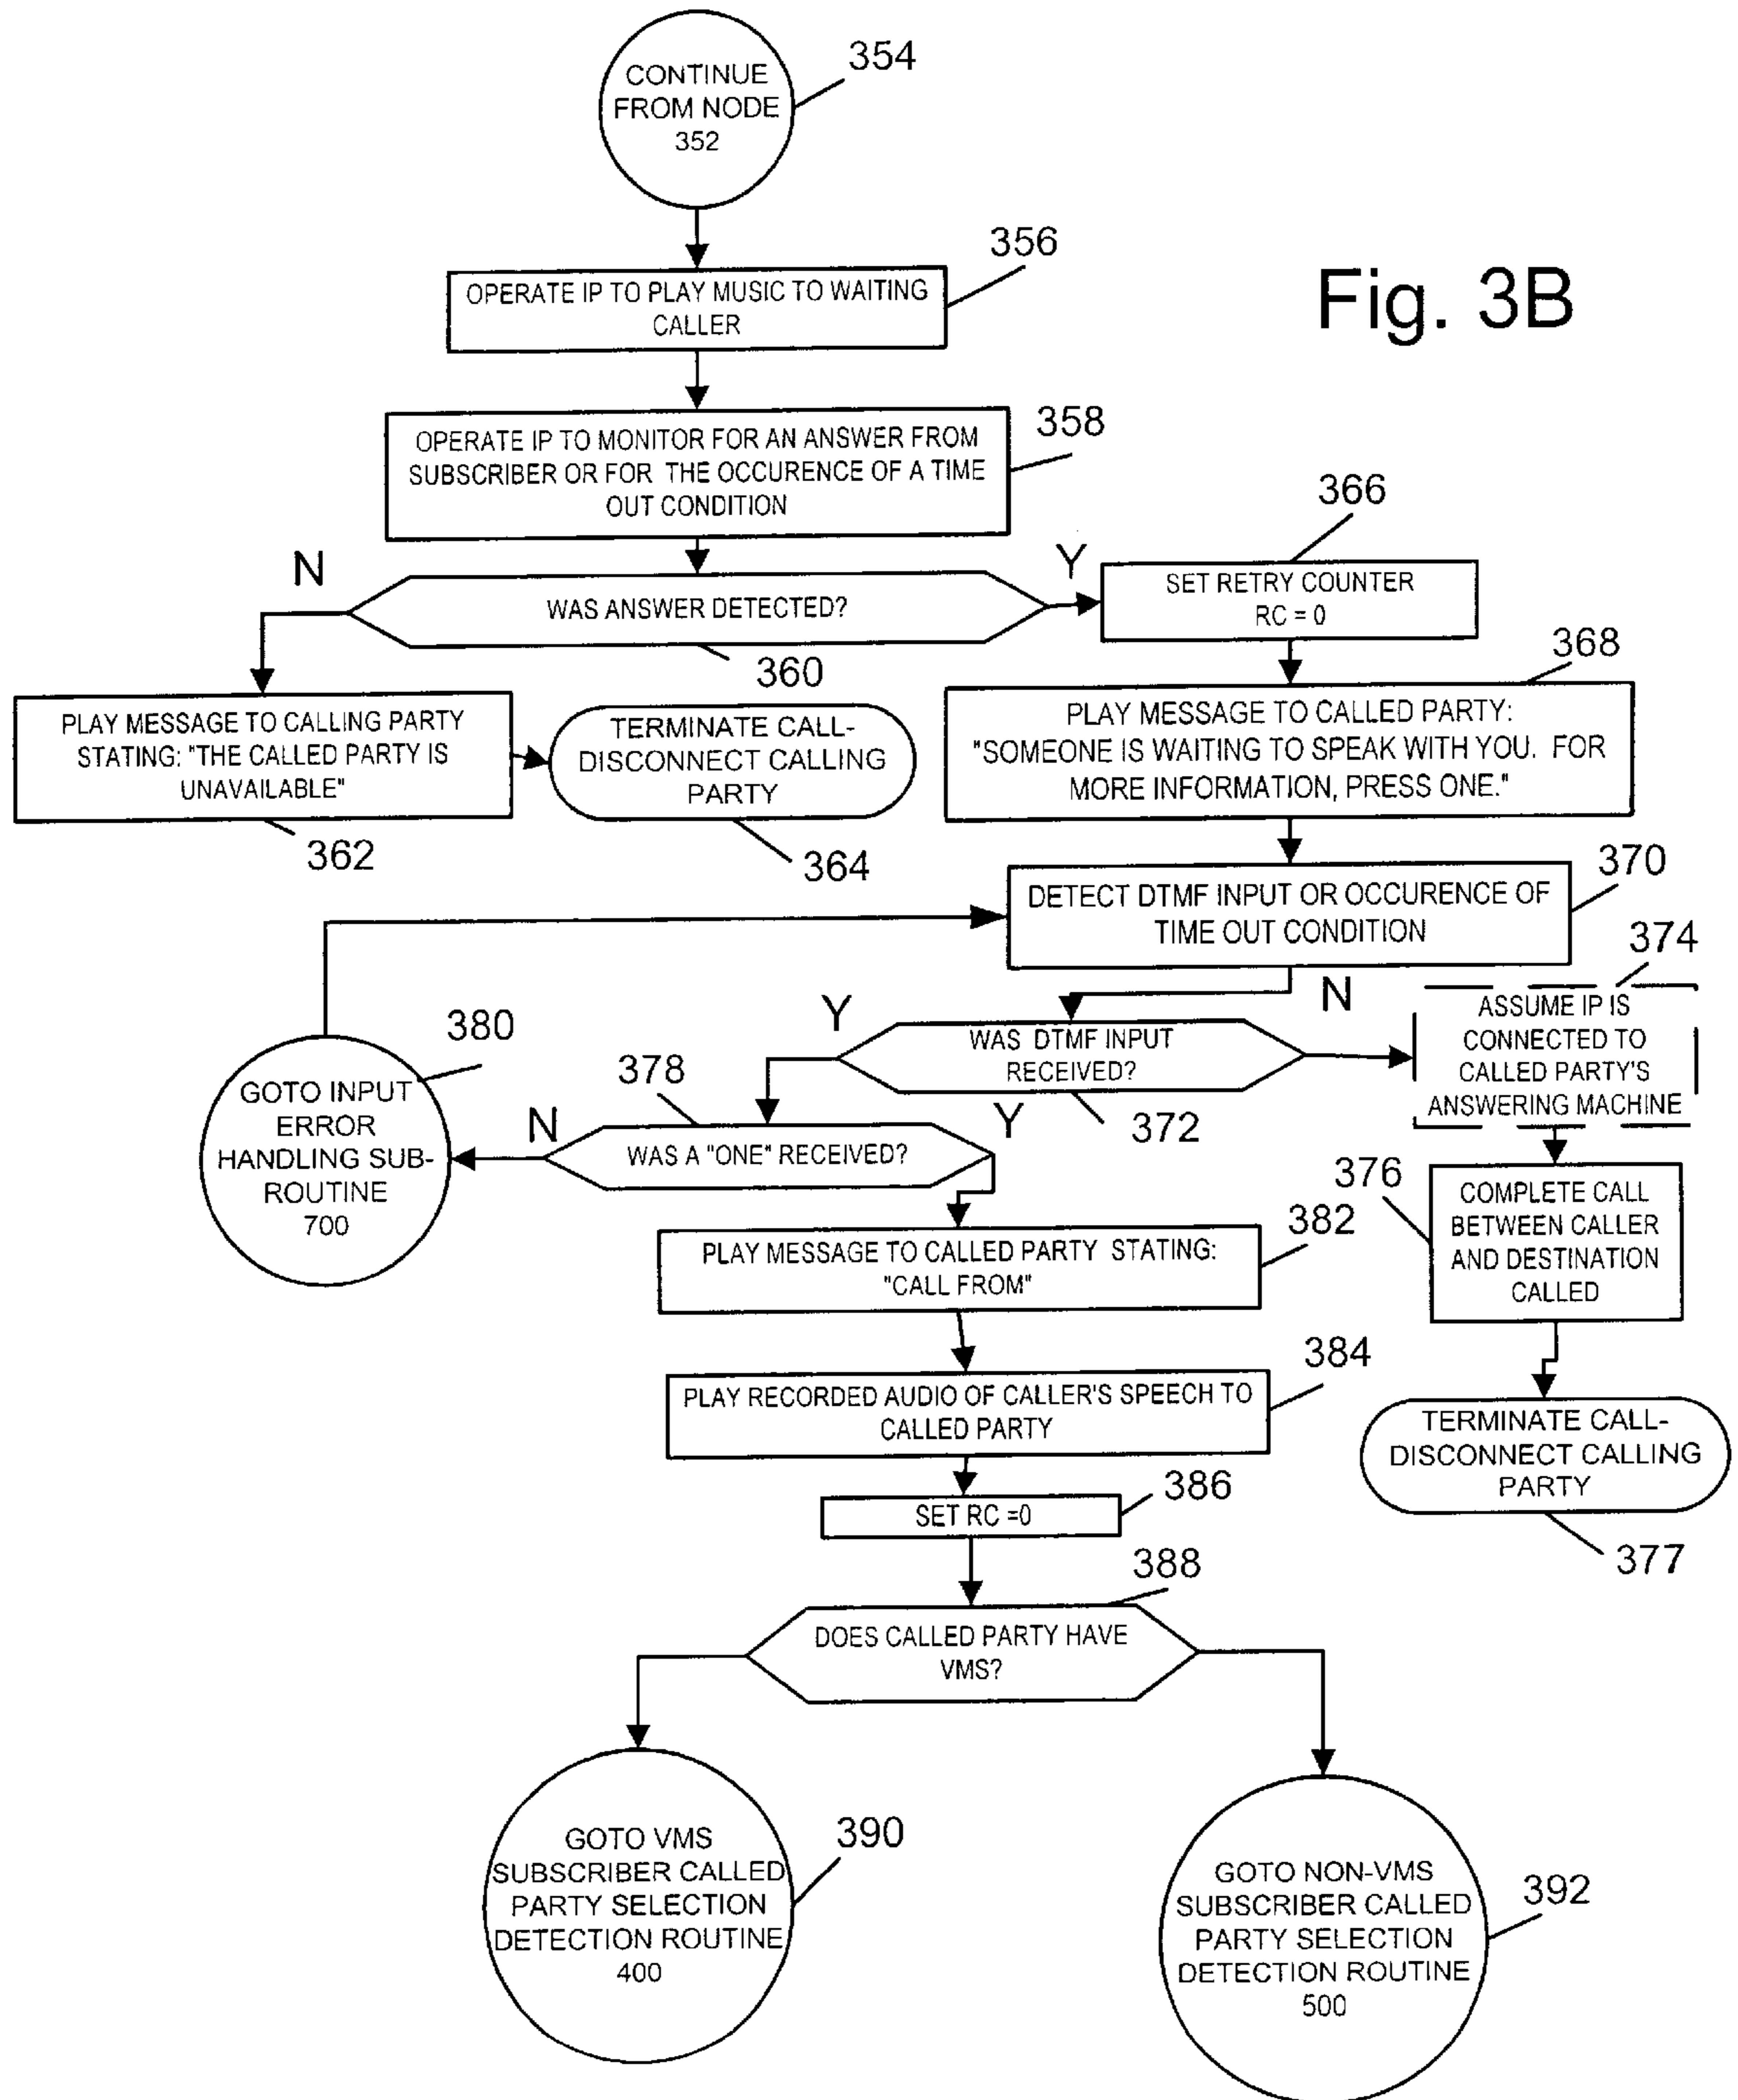 CONTINUE
FROM NODE
352
354
Fig. 3B
356
OPERATE IP TO PLAY MUSIC TO WAITING
CALLER
358
OPERATE IP TO MONITOR FOR AN ANSWER FROM
SUBSCRIBER OR FOR THE OCCURENCE OF A TIME
OUT CONDITION
N
WAS ANSWER DETECTED?
Y
360
366
SET RETRY COUNTER
RC = 0
PLAY MESSAGE TO CALLING PARTY
STATING: "THE CALLED PARTY IS
UNAVAILABLE"
362
TERMINATE CALL-
DISCONNECT CALLING
PARTY
364
368
PLAY MESSAGE TO CALLED PARTY:
"SOMEONE IS WAITING TO SPEAK WITH YOU. FOR
MORE INFORMATION, PRESS ONE."
370
DETECT DTMF INPUT OR OCCURENCE OF
TIME OUT CONDITION
Y
WAS DTMF INPUT
RECEIVED?
N
372
374
ASSUME IP IS
CONNECTED TO
CALLED PARTY'S
ANSWERING MACHINE
376
COMPLETE CALL
BETWEEN CALLER
AND DESTINATION
CALLED
TERMINATE CALL-
DISCONNECT CALLING
PARTY
377
378
N
WAS A "ONE" RECEIVED?
Y
380
GOTO INPUT
ERROR
HANDLING SUB-
ROUTINE
700
382
PLAY MESSAGE TO CALLED PARTY STATING:
"CALL FROM"
384
PLAY RECORDED AUDIO OF CALLER'S SPEECH TO
CALLED PARTY
386
SET RC =0
388
DOES CALLED PARTY HAVE
VMS?
390
GOTO VMS
SUBSCRIBER CALLED
PARTY SELECTION
DETECTION ROUTINE
400
392
GOTO NON-VMS
SUBSCRIBER CALLED
PARTY SELECTION
DETECTION ROUTINE
500